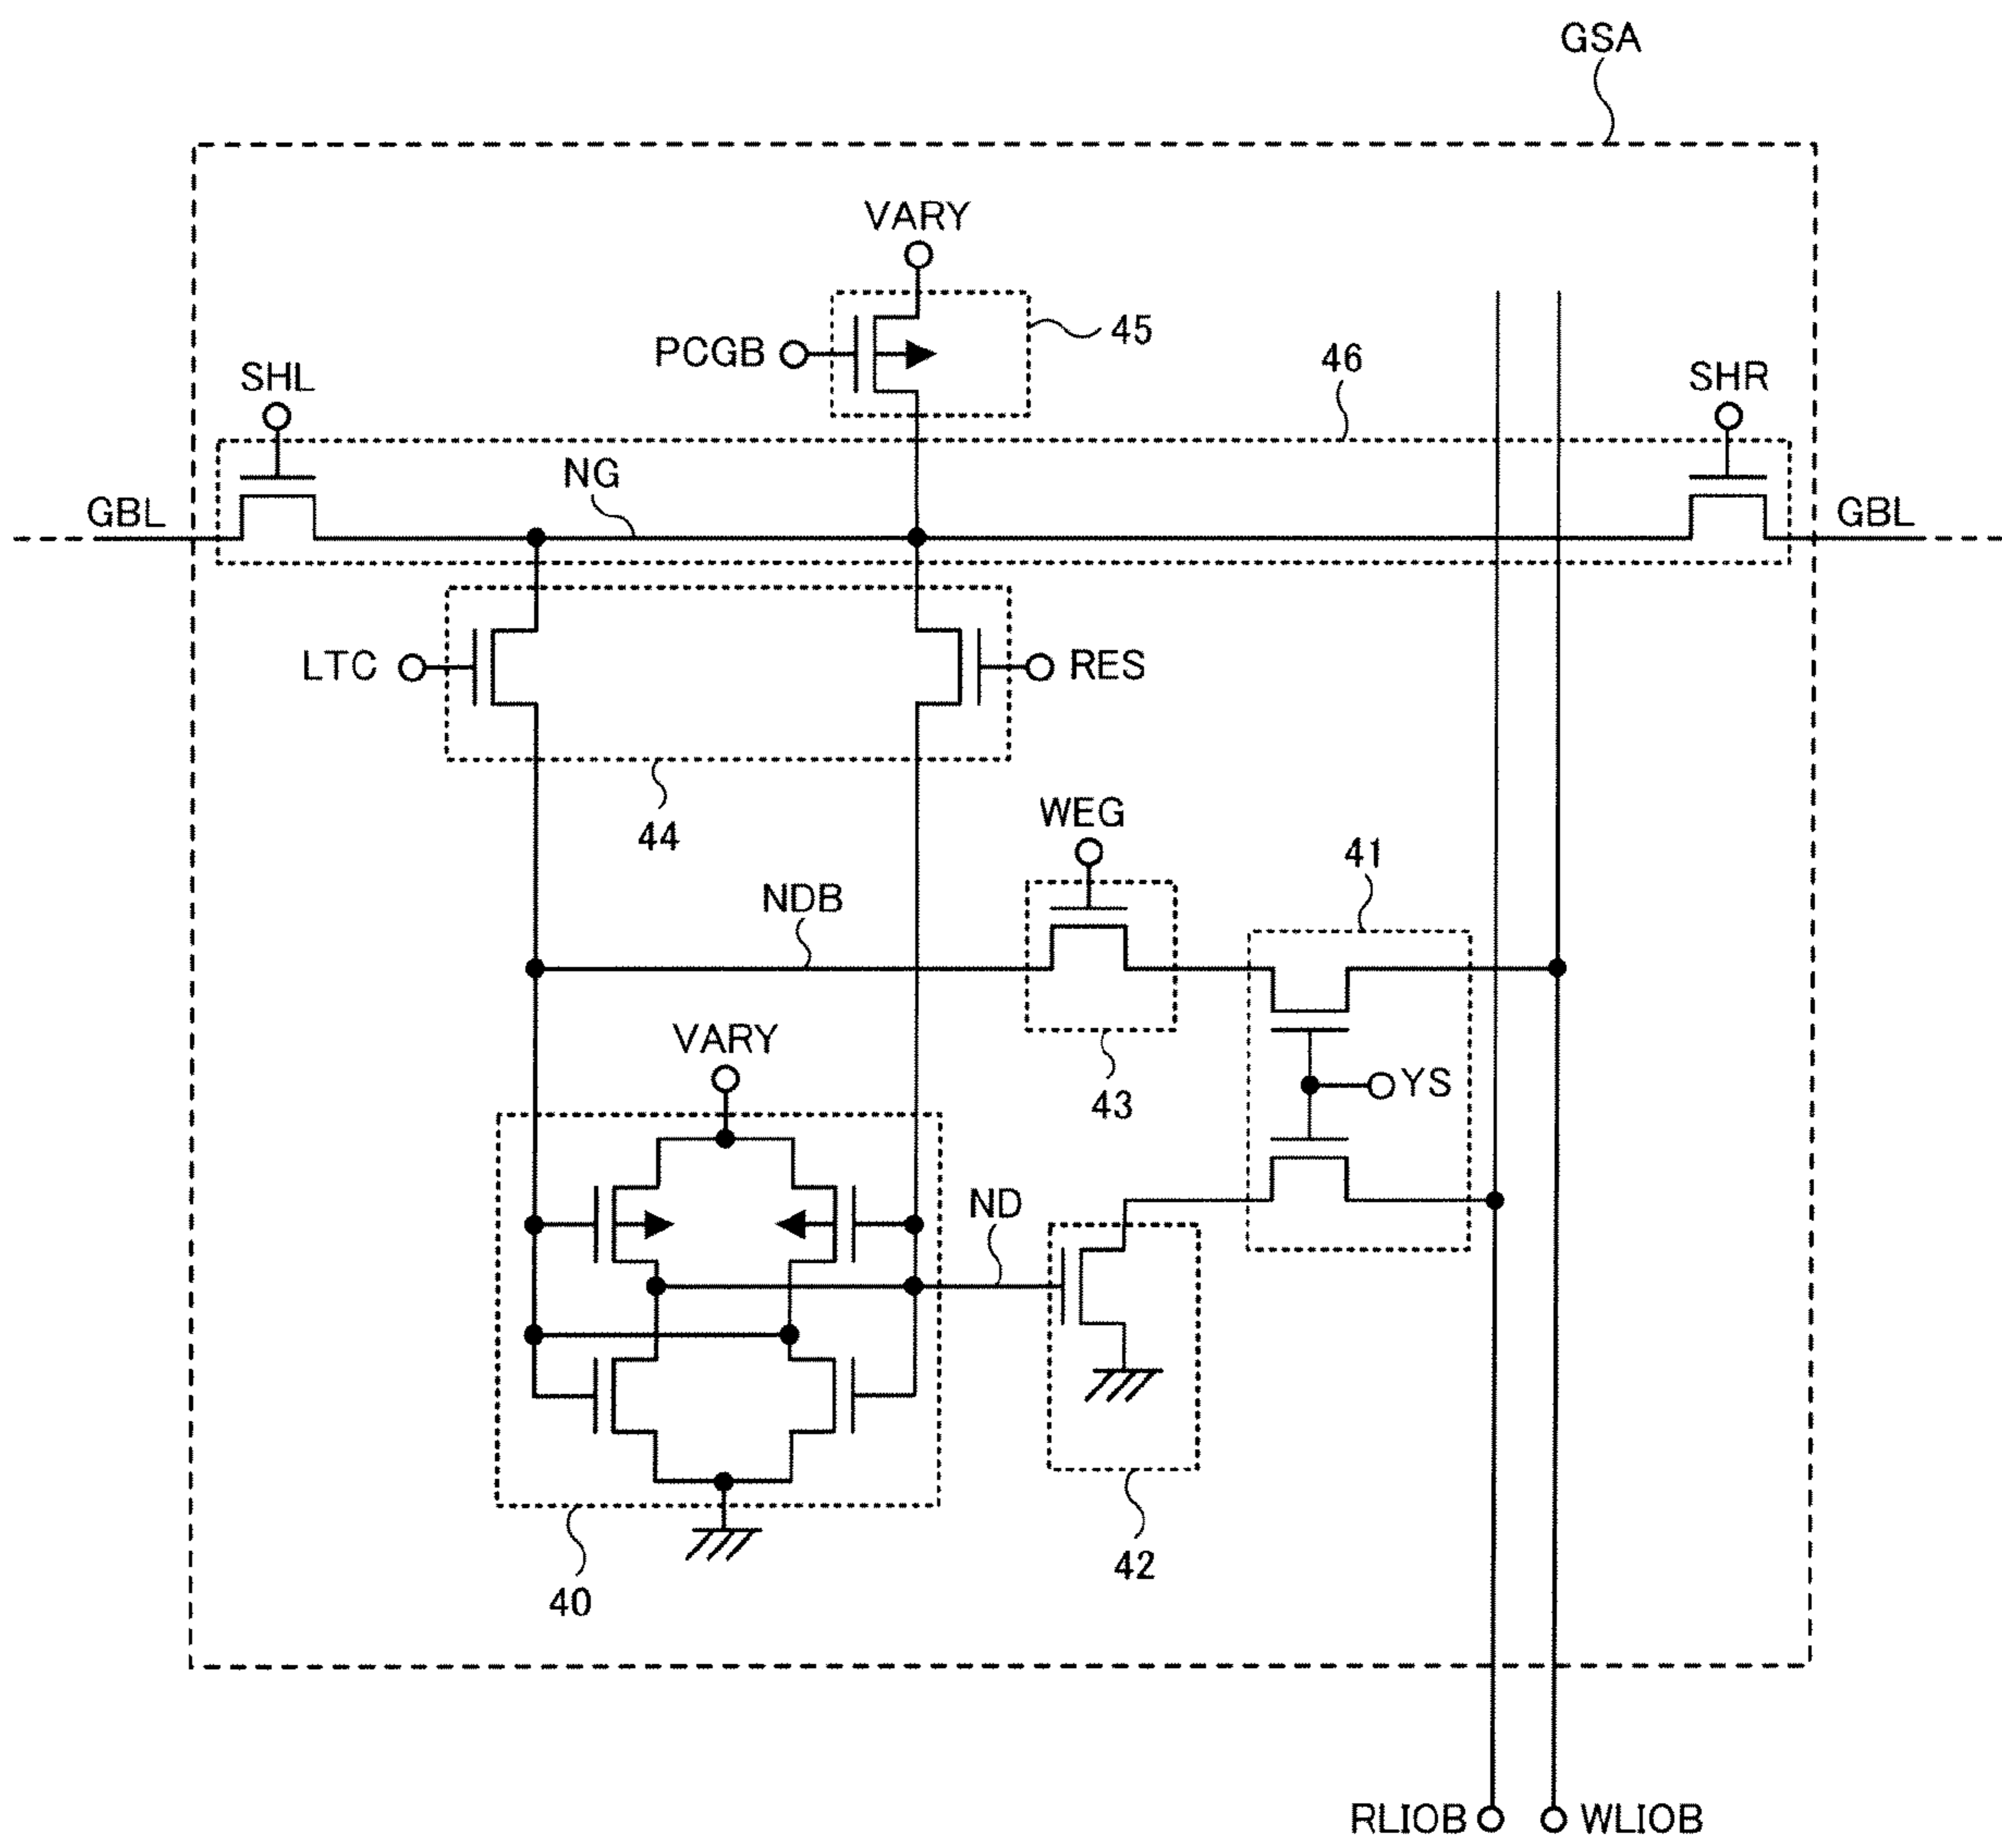 GSA
VARY
45
PCGB
46
SHL
SHR
NG
GBL
GBL
LTC
RES
44
WEG
41
NDB
VARY
43
YS
ND
42
40
RLIOB
WLIOB